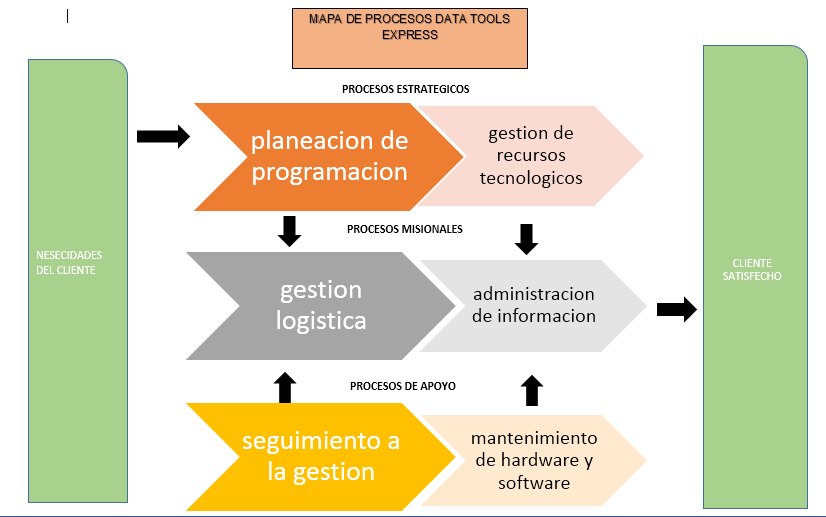 MAPA DE PROCESOS DATA TOOLS
EXPRESS
PROCESOS ESTRATEGICOS
planeacion de
programacion
gestion de
recursos
tecnologicos
PROCESOS MISIONALES
NESECIDADES
DEL CLIENTE
gestion
logistica
administracion
de informacion
CLIENTE
SATISFECHO
PROCESOS DE APOYO
seguimiento a
la gestion
mantenimiento
de hardware y
software